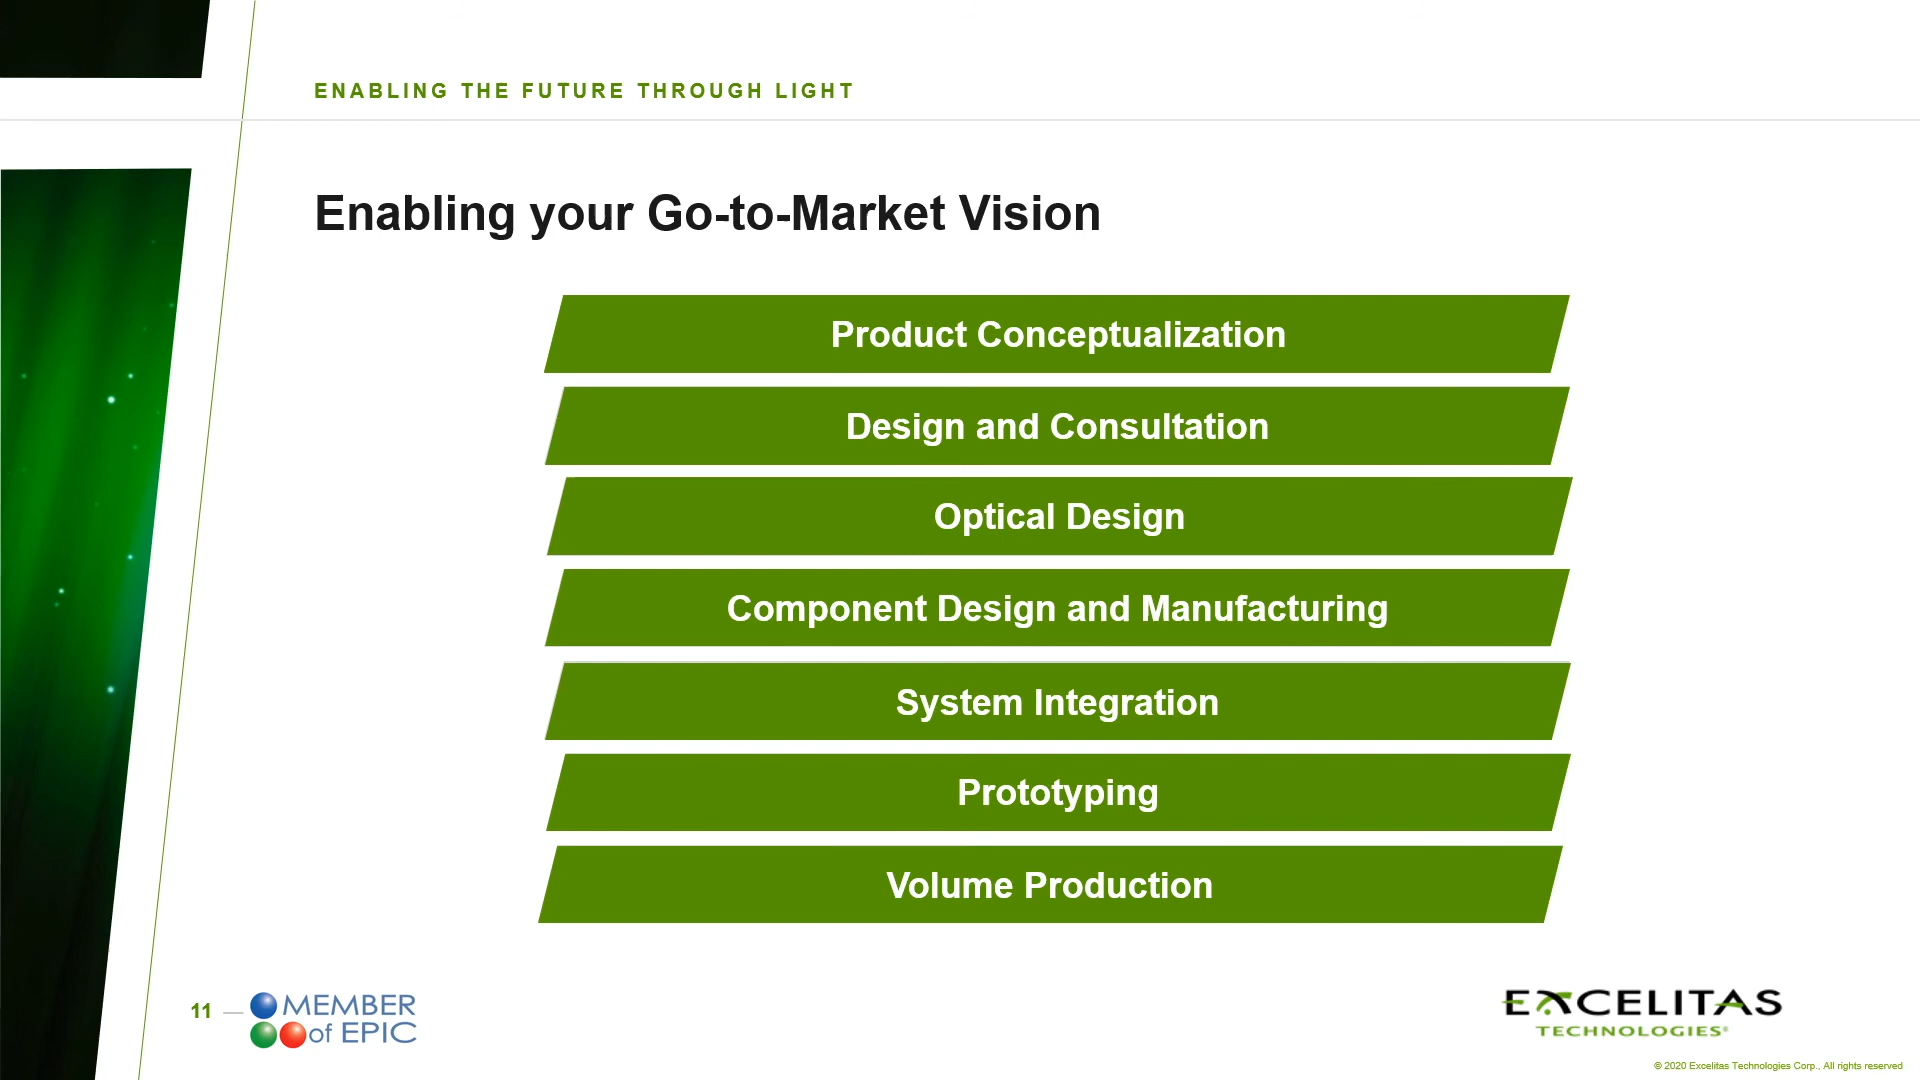 ENABLING THE FUTURE THROUGH LIGHT
Enabling your Go-to-Market Vision
Product Conceptualization
Design and Consultation
Optical Design
Component Design and Manufacturing
System Integration
Prototyping
Volume Production
11
MEMBER
of EPIC
EXCELITAS
TECHNOLOGIES®
© 2020 Excelitas Technologies Corp., All rights reserved